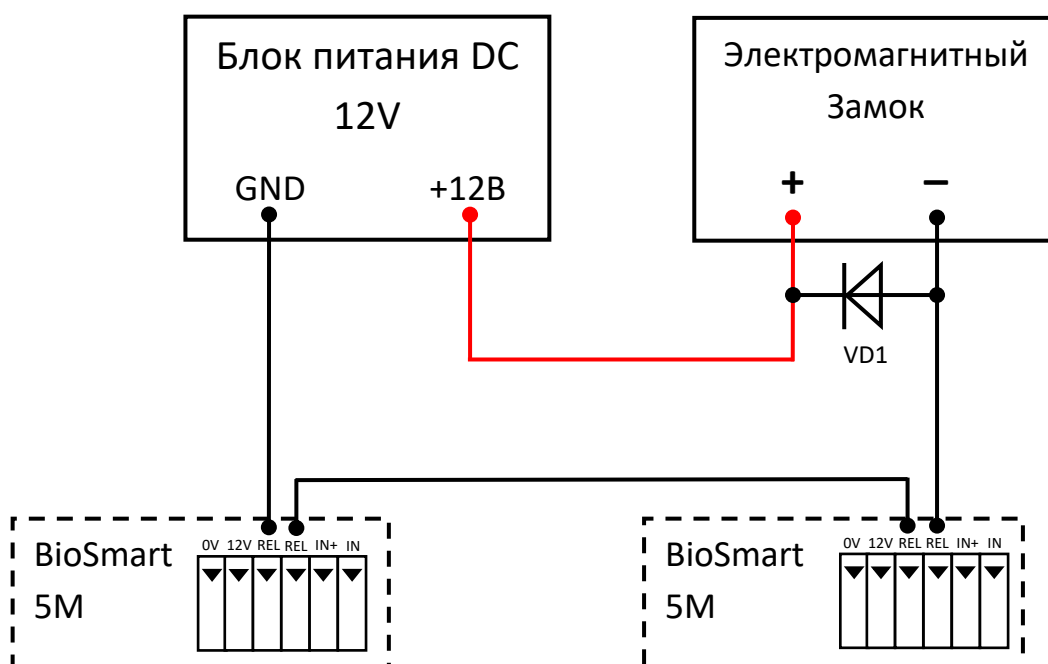 Блок питания DC
12V
GND +12В
Электромагнитный
Замок
+ −
VD1
BioSmart
5M
0V 12V REL REL IN+ IN
BioSmart
5M
0V 12V REL REL IN+ IN